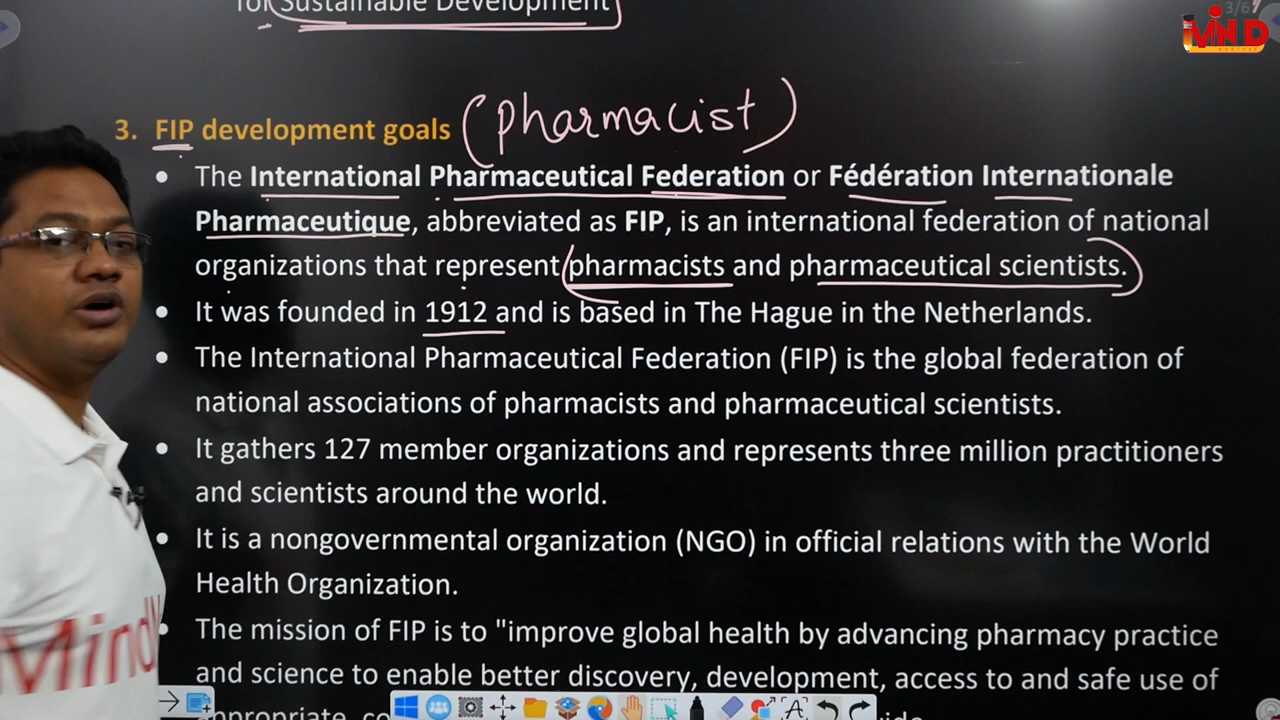 for Sustainable Development
3/67
MIND
3. FIP development goals (Pharmacist)
• The International Pharmaceutical Federation or Fédération Internationale
Pharmaceutique, abbreviated as FIP, is an international federation of national
organizations that represent pharmacists and pharmaceutical scientists.
• It was founded in 1912 and is based in The Hague in the Netherlands.
• The International Pharmaceutical Federation (FIP) is the global federation of
national associations of pharmacists and pharmaceutical scientists.
• It gathers 127 member organizations and represents three million practitioners
and scientists around the world.
• It is a nongovernmental organization (NGO) in official relations with the World
Health Organization.
• The mission of FIP is to "improve global health by advancing pharmacy practice
and science to enable better discovery, development, access to and safe use of
appropriate
Mind